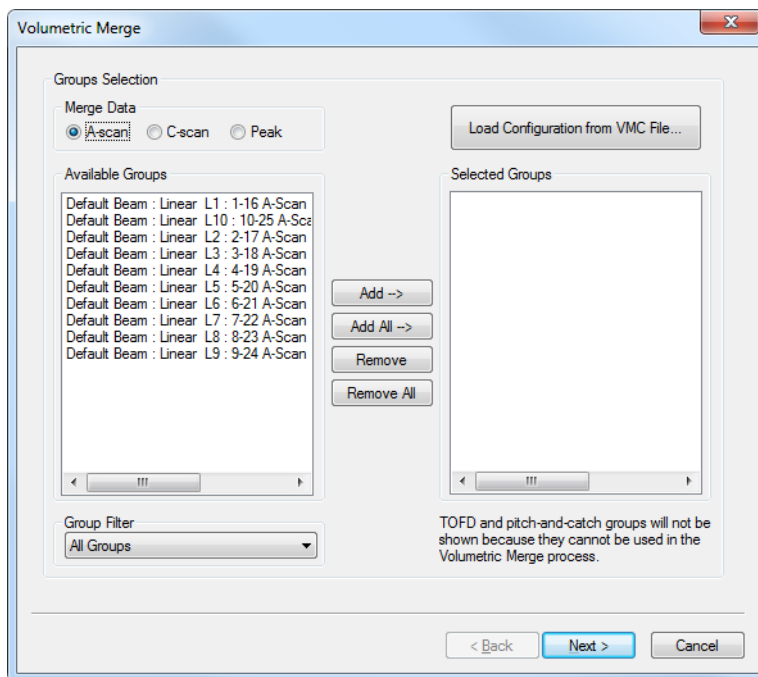 Volumetric Merge
Groups Selection
Merge Data
A-scan
C-scan
Peak
Load Configuration from VMC File...
Available Groups
Default Beam : Linear L1 : 1-16 A-Scan
Default Beam : Linear L10 : 10-25 A-Sca
Default Beam : Linear L2 : 2-17 A-Scan
Default Beam : Linear L3 : 3-18 A-Scan
Default Beam : Linear L4 : 4-19 A-Scan
Default Beam : Linear L5 : 5-20 A-Scan
Default Beam : Linear L6 : 6-21 A-Scan
Default Beam : Linear L7 : 7-22 A-Scan
Default Beam : Linear L8 : 8-23 A-Scan
Default Beam : Linear L9 : 9-24 A-Scan
Add -->
Add All -->
Remove
Remove All
Selected Groups
Group Filter
All Groups
TOFD and pitch-and-catch groups will not be
shown because they cannot be used in the
Volumetric Merge process.
< Back
Next >
Cancel